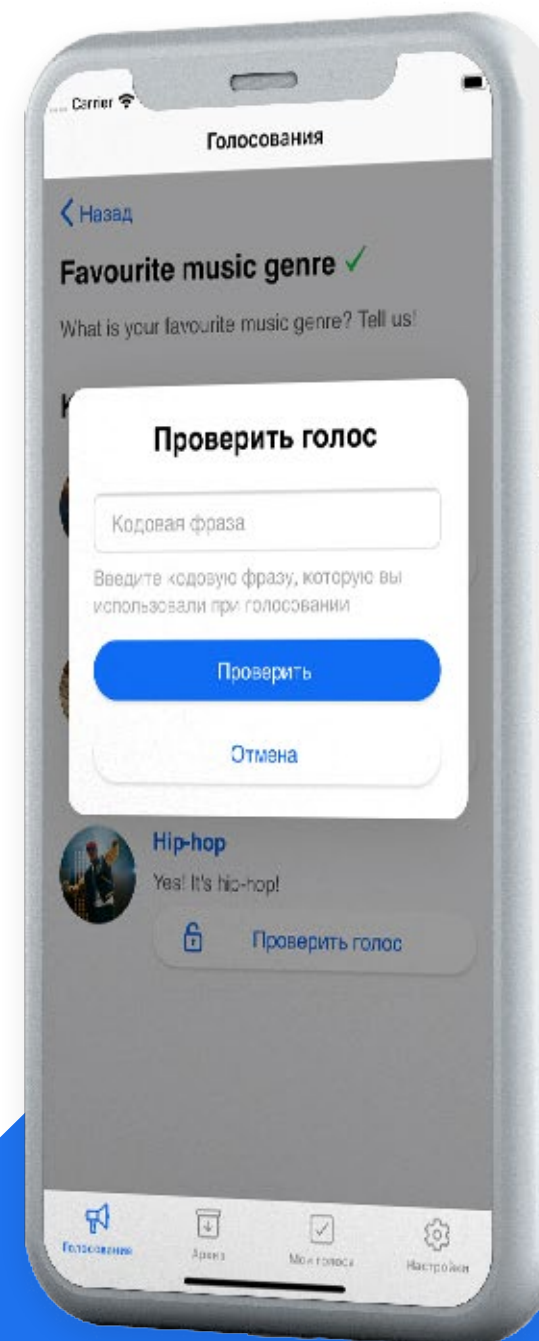 Carrier
Голосования
Назад
Favourite music genre ✓
What is your favourite music genre? Tell us!
К
Проверить голос
Кодовая фраза
Введите кодовую фразу, которую вы
использовали при голосовании
Проверить
Отмена
Hip-hop
Yes! It's hip-hop!
Проверить голос
Голосования
Архив
Мои голоса
Настройки